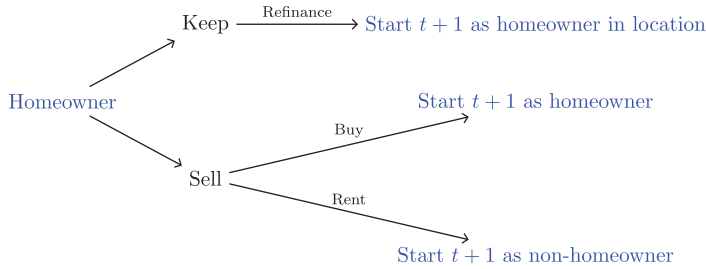 Keep
Refinance
Start t + 1 as homeowner in location
Homeowner
Start t + 1 as homeowner
Buy
Sell
Rent
Start t + 1 as non-homeowner